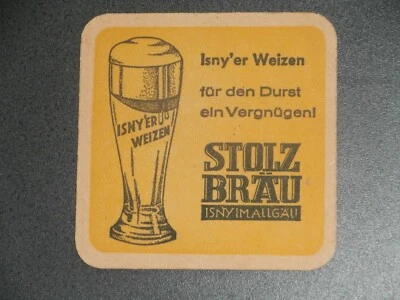 Isny'er Weizen
für den Durst
ein Vergnügen!
ISNY'ER
WEIZEN
STOLZ
BRÄU
ISNY IM ALLGÄU